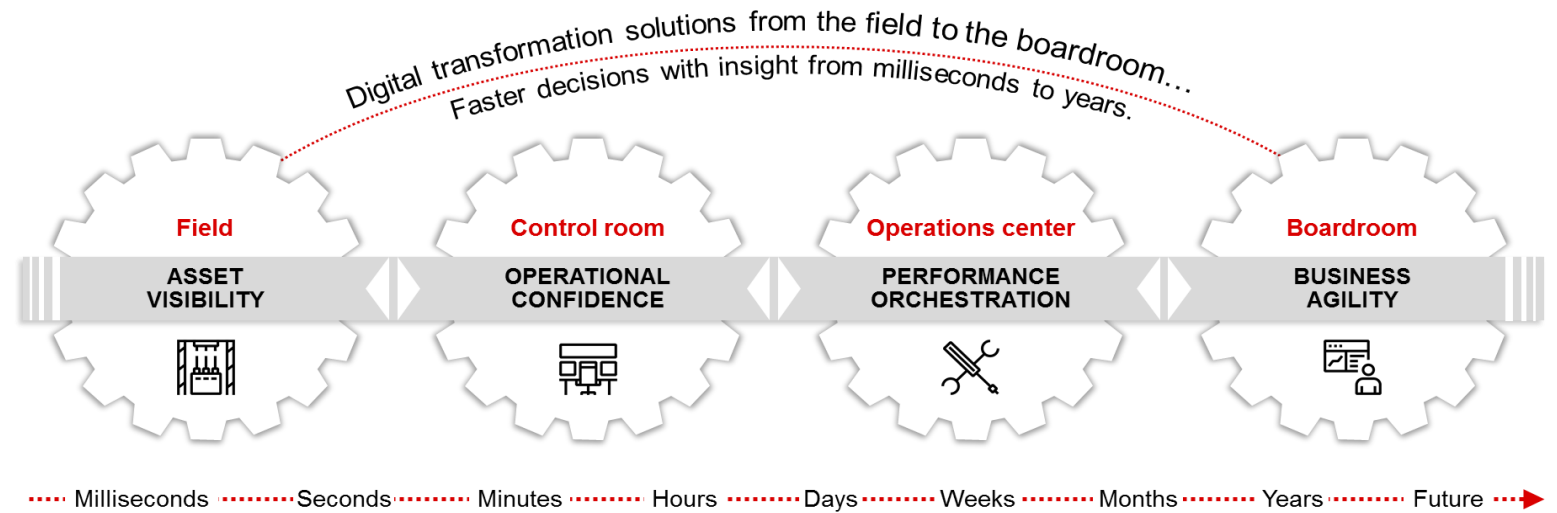 Digital transformation solutions from the field to the boardroom…
Faster decisions with insight from milliseconds to years.
Field
ASSET
VISIBILITY
Control room
OPERATIONAL
CONFIDENCE
Operations center
PERFORMANCE
ORCHESTRATION
Boardroom
BUSINESS
AGILITY
Milliseconds Seconds Minutes Hours Days Weeks Months Years Future